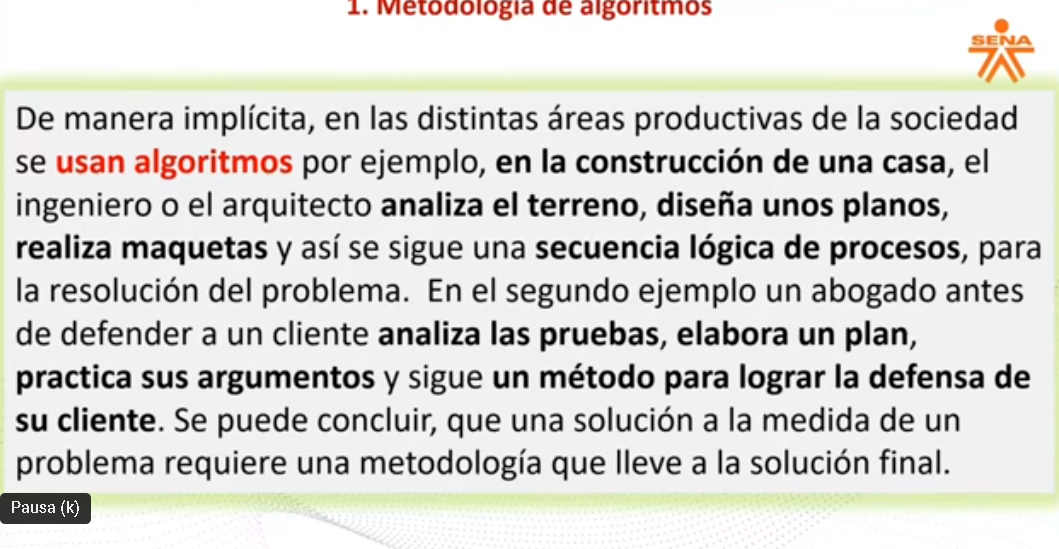 1. Metodología de algoritmos
SENA
De manera implícita, en las distintas áreas productivas de la sociedad
se usan algoritmos por ejemplo, en la construcción de una casa, el
ingeniero o el arquitecto analiza el terreno, diseña unos planos,
realiza maquetas y así se sigue una secuencia lógica de procesos, para
la resolución del problema. En el segundo ejemplo un abogado antes
de defender a un cliente analiza las pruebas, elabora un plan,
practica sus argumentos y sigue un método para lograr la defensa de
su cliente. Se puede concluir, que una solución a la medida de un
problema requiere una metodología que lleve a la solución final.
Pausa (k)